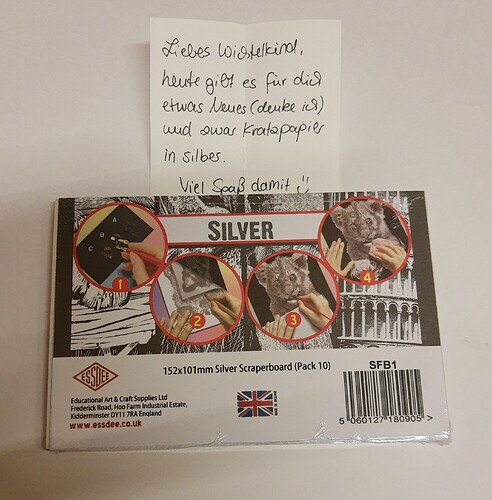 Liebes Wichtelkind,
heute gibt es für dich
etwas Neues (denke ich)
und zwar Kratzpapier
in silber.
Viel Spaß damit ☺
SILVER
A
B
C
1
2
3
4
152x101mm Silver Scraperboard (Pack 10)
SFB1
ESSDEE
Educational Art & Craft Supplies Ltd
Frederick Road, Hoo Farm Industrial Estate,
Kidderminster DY11 7RA England
www.essdee.co.uk
5 060127 180905 >